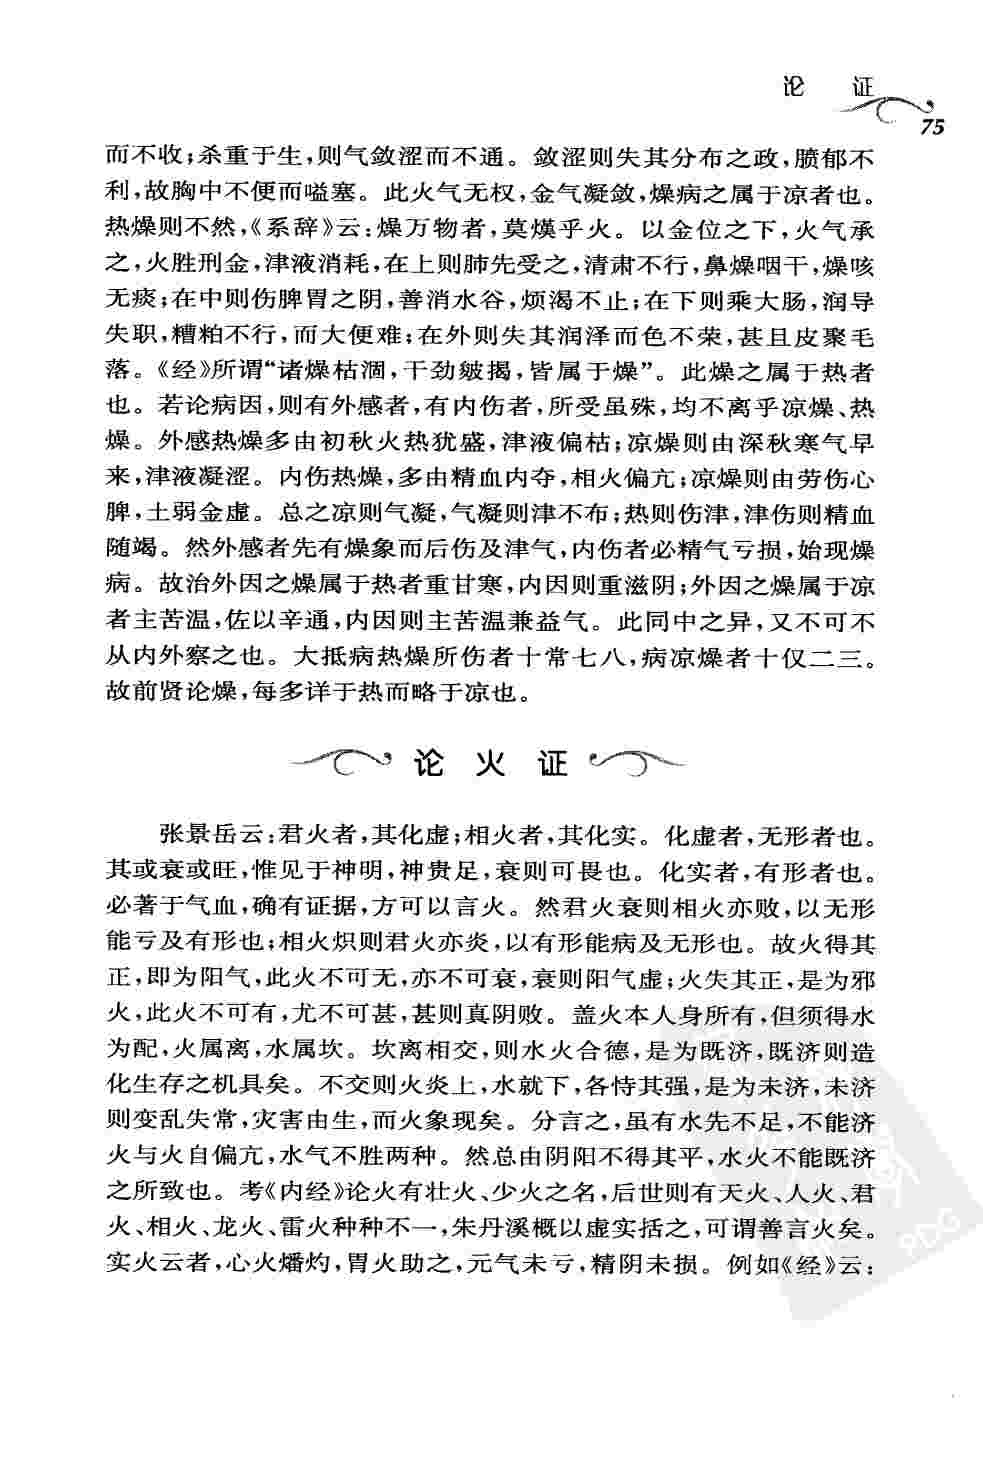 论 证
75
而不收;杀重于生,则气敛涩而不通。敛涩则失其分布之政,膹郁不
利,故胸中不便而嗌塞。此火气无权,金气凝敛,燥病之属于凉者也。
热燥则不然,《系辞》云:燥万物者,莫熯乎火。以金位之下,火气承
之,火胜刑金,津液消耗,在上则肺先受之,清肃不行,鼻燥咽干,燥咳
无痰;在中则伤脾胃之阴,善消水谷,烦渴不止;在下则乘大肠,润导
失职,糟粕不行,而大便难;在外则失其润泽而色不荣,甚且皮聚毛
落。《经》所谓“诸燥枯涸,干劲皴揭,皆属于燥”。此燥之属于热者
也。若论病因,则有外感者,有内伤者,所受虽殊,均不离乎凉燥、热
燥。外感热燥多由初秋火热犹盛,津液偏枯;凉燥则由深秋寒气早
来,津液凝涩。内伤热燥,多由精血内夺,相火偏亢;凉燥则由劳伤心
脾,土弱金虚。总之凉则气凝,气凝则津不布;热则伤津,津伤则精血
随竭。然外感者先有燥象而后伤及津气,内伤者必精气亏损,始现燥
病。故治外因之燥属于热者重甘寒,内因则重滋阴;外因之燥属于凉
者主苦温,佐以辛通,内因则主苦温兼益气。此同中之异,又不可不
从内外察之也。大抵病热燥所伤者十常七八,病凉燥者十仅二三。
故前贤论燥,每多详于热而略于凉也。
论 火 证
张景岳云:君火者,其化虚;相火者,其化实。化虚者,无形者也。
其或衰或旺,惟见于神明,神贵足,衰则可畏也。化实者,有形者也。
必著于气血,确有证据,方可以言火。然君火衰则相火亦败,以无形
能亏及有形也;相火炽则君火亦炎,以有形能病及无形也。故火得其
正,即为阳气,此火不可无,亦不可衰,衰则阳气虚;火失其正,是为邪
火,此火不可有,尤不可甚,甚则真阴败。盖火本人身所有,但须得水
为配,火属离,水属坎。坎离相交,则水火合德,是为既济,既济则造
化生存之机具矣。不交则火炎上,水就下,各恃其强,是为未济,未济
则变乱失常,灾害由生,而火象现矣。分言之,虽有水先不足,不能济
火与火自偏亢,水气不胜两种。然总由阴阳不得其平,水火不能既济
之所致也。考《内经》论火有壮火、少火之名,后世则有天火、人火、君
火、相火、龙火、雷火种种不一,朱丹溪概以虚实括之,可谓善言火矣。
实火云者,心火燔灼,胃火助之,元气未亏,精阴未损。例如《经》云:
PDG